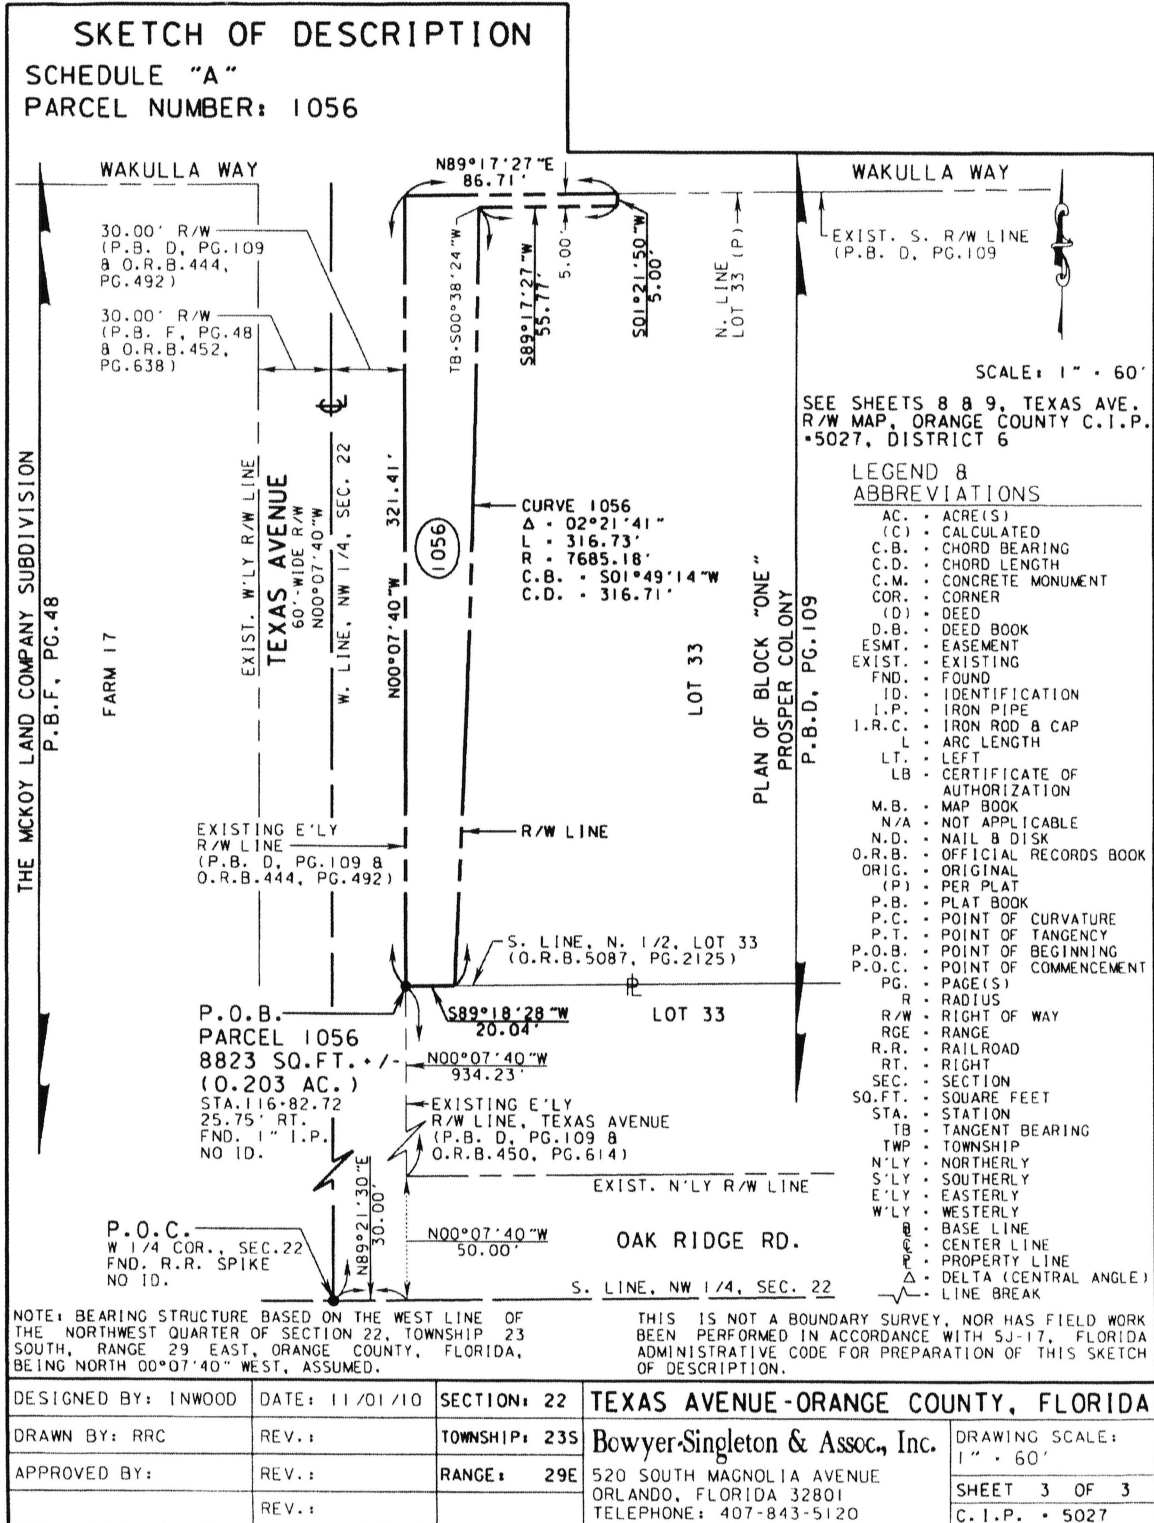 SKETCH OF DESCRIPTION
SCHEDULE "A"
PARCEL NUMBER: 1056
WAKULLA WAY
N89°17'27"E
86.71'
WAKULLA WAY
30.00' R/W
(P.B. D, PG.109
& O.R.B.444,
PG.492)
30.00' R/W
(P.B. F, PG.48
& O.R.B.452,
PG.638)
TB=S00°38'24"W
S89°17'27"W
55.77'
5.00'
S01°21'50"W
5.00'
N. LINE
LOT 33 (P)
EXIST. S. R/W LINE
(P.B. D, PG.109
SCALE: 1" = 60'
SEE SHEETS 8 & 9, TEXAS AVE.
R/W MAP, ORANGE COUNTY C.I.P.
#5027, DISTRICT 6
THE MCKOY LAND COMPANY SUBDIVISION
P.B.F, PG.48
FARM 17
EXIST. W'LY R/W LINE
TEXAS AVENUE
60'-WIDE R/W
N00°07'40"W
W. LINE, NW 1/4, SEC. 22
N00°07'40"W 321.41'
1056
CURVE 1056
Δ = 02°21'41"
L = 316.73'
R = 7685.18'
C.B. = S01°49'14"W
C.D. = 316.71'
LOT 33
PLAN OF BLOCK "ONE"
PROSPER COLONY
P.B.D, PG.109
LEGEND &
ABBREVIATIONS
AC. = ACRE(S)
(C) = CALCULATED
C.B. = CHORD BEARING
C.D. = CHORD LENGTH
C.M. = CONCRETE MONUMENT
COR. = CORNER
(D) = DEED
D.B. = DEED BOOK
ESMT. = EASEMENT
EXIST. = EXISTING
FND. = FOUND
ID. = IDENTIFICATION
I.P. = IRON PIPE
I.R.C. = IRON ROD & CAP
L = ARC LENGTH
LT. = LEFT
LB = CERTIFICATE OF
AUTHORIZATION
M.B. = MAP BOOK
N/A = NOT APPLICABLE
N.D. = NAIL & DISK
O.R.B. = OFFICIAL RECORDS BOOK
ORIG. = ORIGINAL
(P) = PER PLAT
P.B. = PLAT BOOK
P.C. = POINT OF CURVATURE
P.T. = POINT OF TANGENCY
P.O.B. = POINT OF BEGINNING
P.O.C. = POINT OF COMMENCEMENT
PG. = PAGE(S)
R = RADIUS
R/W = RIGHT OF WAY
RGE = RANGE
R.R. = RAILROAD
RT. = RIGHT
SEC. = SECTION
SQ.FT. = SQUARE FEET
STA. = STATION
TB = TANGENT BEARING
TWP = TOWNSHIP
N'LY = NORTHERLY
S'LY = SOUTHERLY
E'LY = EASTERLY
W'LY = WESTERLY
= BASE LINE
℄ = CENTER LINE
= PROPERTY LINE
Δ = DELTA (CENTRAL ANGLE)
= LINE BREAK
EXISTING E'LY
R/W LINE
(P.B. D, PG.109 &
O.R.B.444, PG.492)
R/W LINE
S. LINE, N. 1/2, LOT 33
(O.R.B.5087, PG.2125)
P.O.B.
PARCEL 1056
8823 SQ.FT. +/-
(0.203 AC.)
STA.116+82.72
25.75' RT.
FND. 1" I.P.
NO ID.
S89°18'28"W
20.04'
LOT 33
N00°07'40"W
934.23'
EXISTING E'LY
R/W LINE, TEXAS AVENUE
(P.B. D, PG.109 &
O.R.B.450, PG.614)
EXIST. N'LY R/W LINE
P.O.C.
W 1/4 COR., SEC.22
FND. R.R. SPIKE
NO ID.
N89°21'30"E
30.00'
N00°07'40"W
50.00'
OAK RIDGE RD.
S. LINE, NW 1/4, SEC. 22
NOTE: BEARING STRUCTURE BASED ON THE WEST LINE OF
THE NORTHWEST QUARTER OF SECTION 22, TOWNSHIP 23
SOUTH, RANGE 29 EAST, ORANGE COUNTY, FLORIDA,
BEING NORTH 00°07'40" WEST, ASSUMED.
THIS IS NOT A BOUNDARY SURVEY, NOR HAS FIELD WORK
BEEN PERFORMED IN ACCORDANCE WITH 5J-17, FLORIDA
ADMINISTRATIVE CODE FOR PREPARATION OF THIS SKETCH
OF DESCRIPTION.
DESIGNED BY: INWOOD
DATE: 11/01/10
SECTION: 22
TEXAS AVENUE-ORANGE COUNTY, FLORIDA
DRAWN BY: RRC
REV.:
TOWNSHIP: 23S
Bowyer-Singleton & Assoc., Inc.
DRAWING SCALE:
1" = 60'
APPROVED BY:
REV.:
RANGE: 29E
520 SOUTH MAGNOLIA AVENUE
ORLANDO, FLORIDA 32801
TELEPHONE: 407-843-5120
SHEET 3 OF 3
REV.:
C.I.P. # 5027